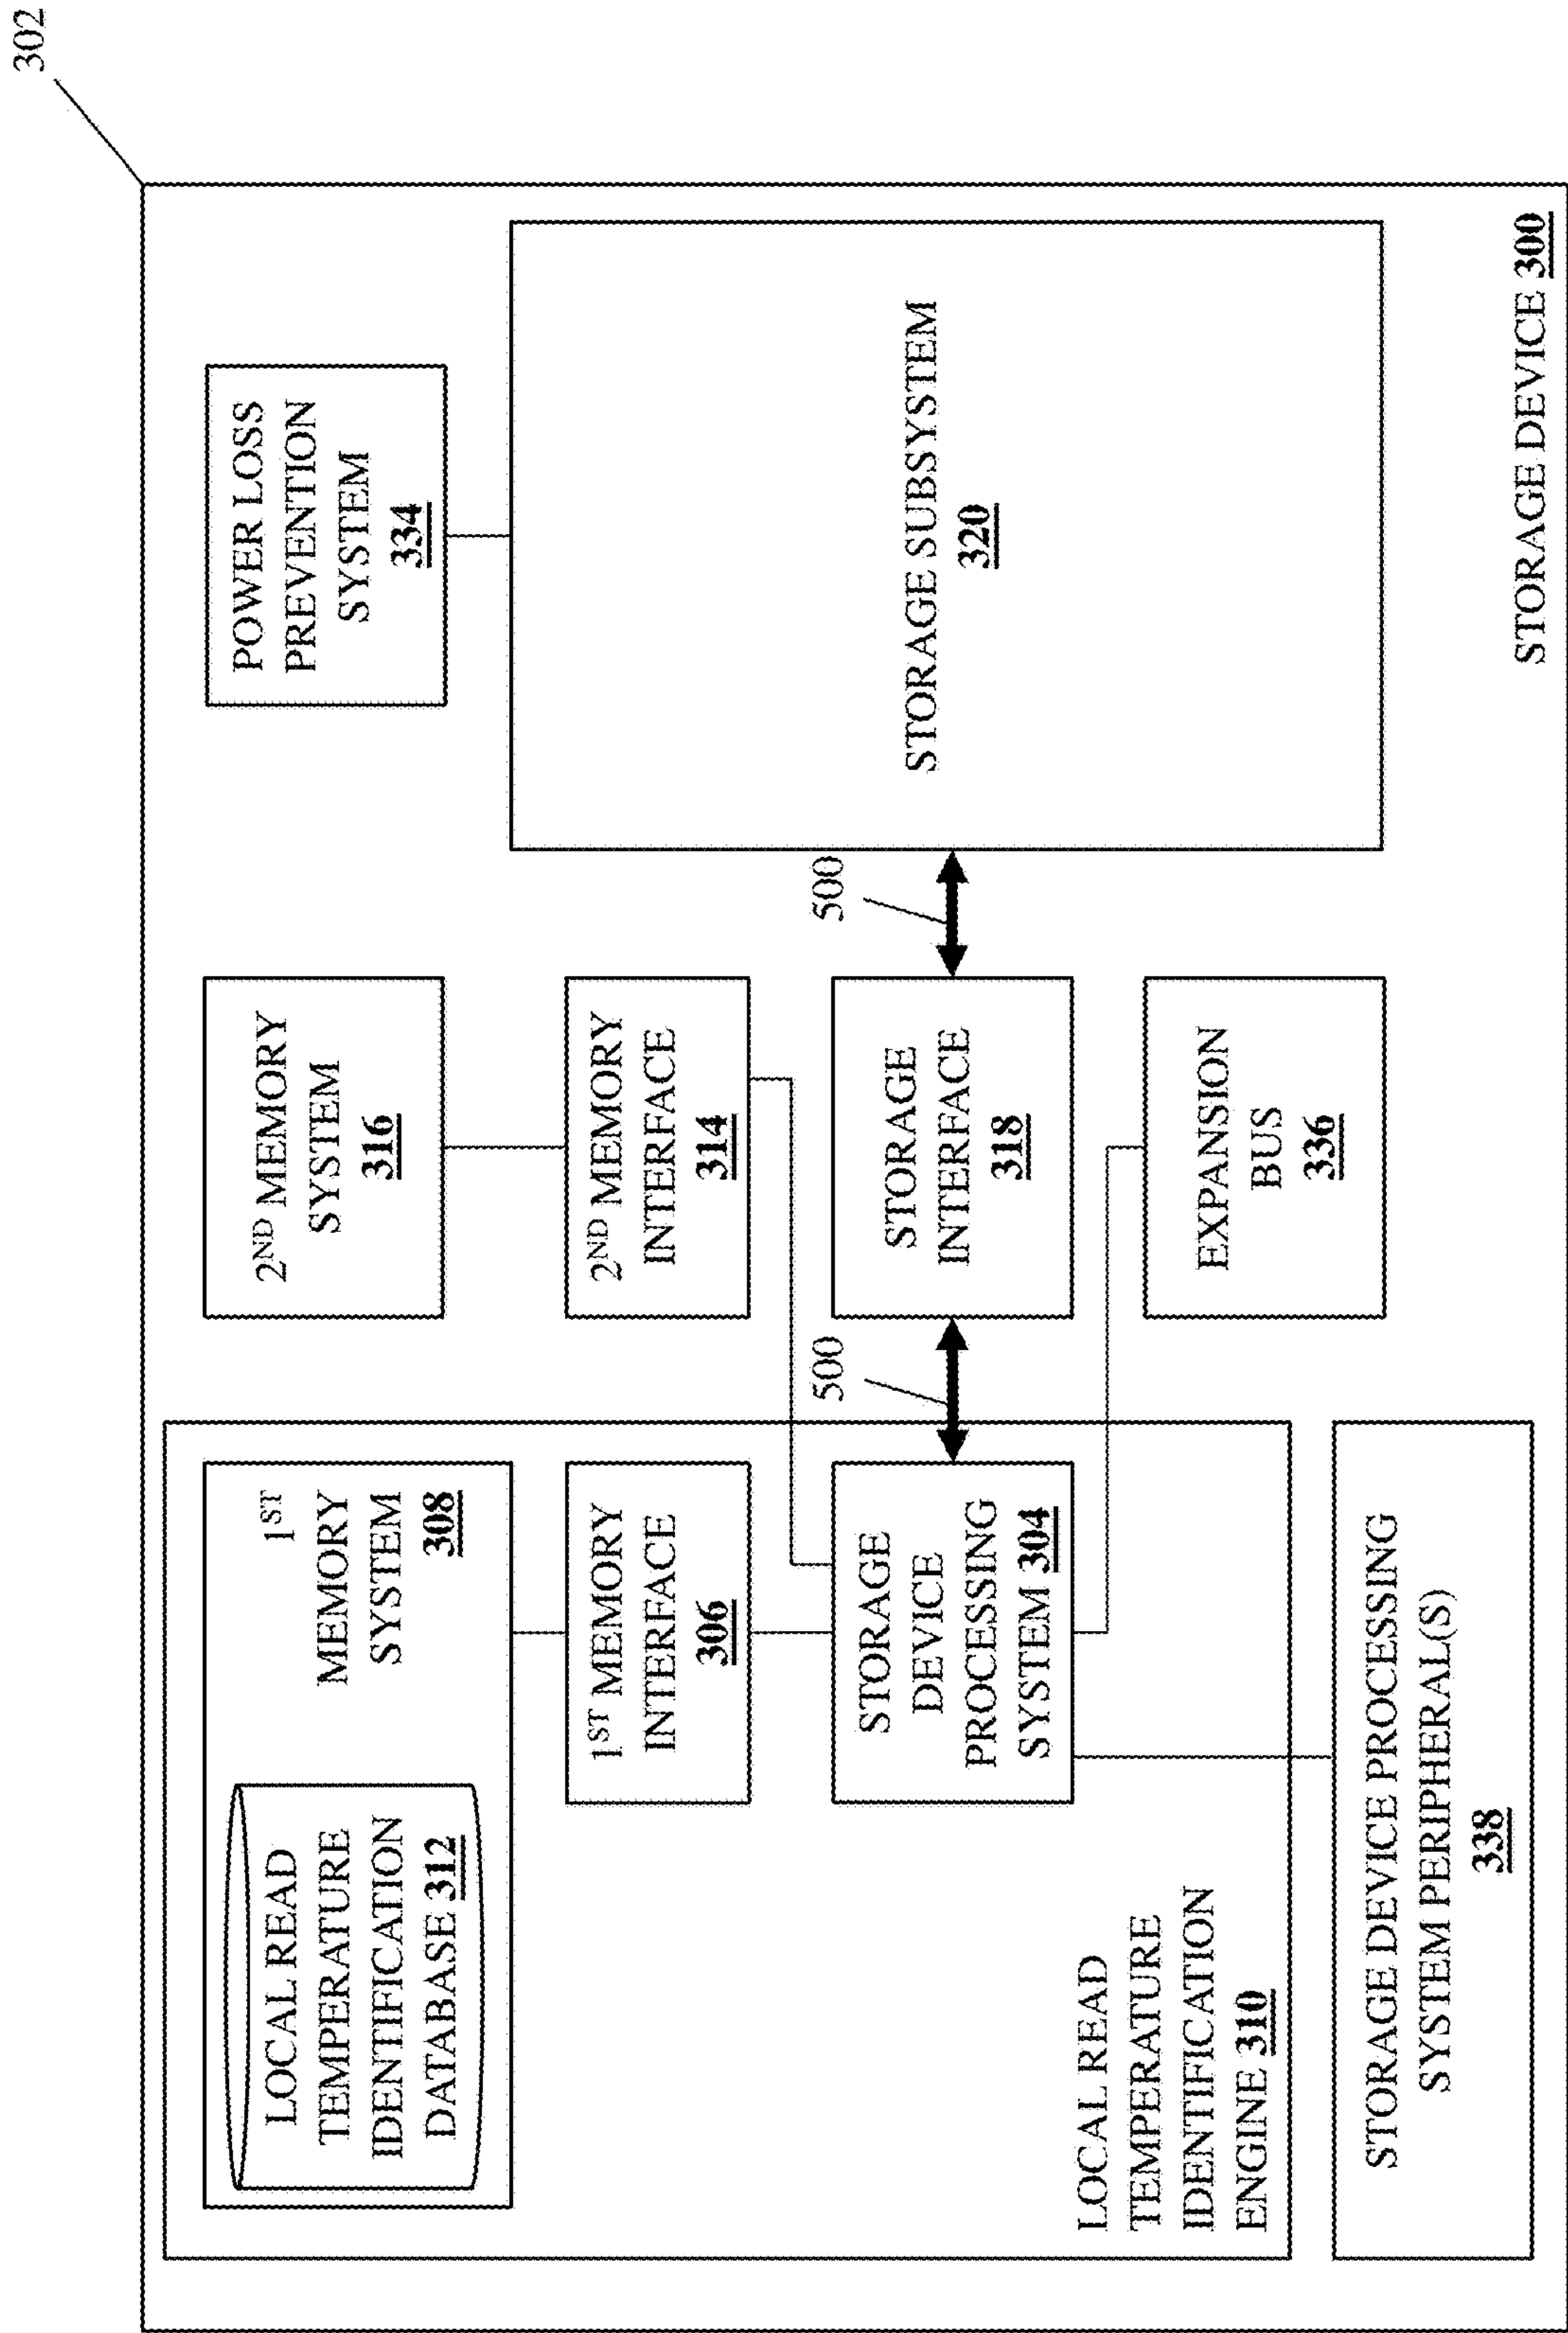 302
LOCAL READ
TEMPERATURE
IDENTIFICATION
DATABASE 312
1ST
MEMORY
SYSTEM
308
2ND MEMORY
SYSTEM
316
POWER LOSS
PREVENTION
SYSTEM
334
1ST MEMORY
INTERFACE
306
2ND MEMORY
INTERFACE
314
STORAGE
DEVICE
PROCESSING
SYSTEM 304
500
STORAGE
INTERFACE
318
500
STORAGE SUBSYSTEM
320
LOCAL READ
TEMPERATURE
IDENTIFICATION
ENGINE 310
EXPANSION
BUS
336
STORAGE DEVICE PROCESSING
SYSTEM PERIPHERAL(S)
338
STORAGE DEVICE 300